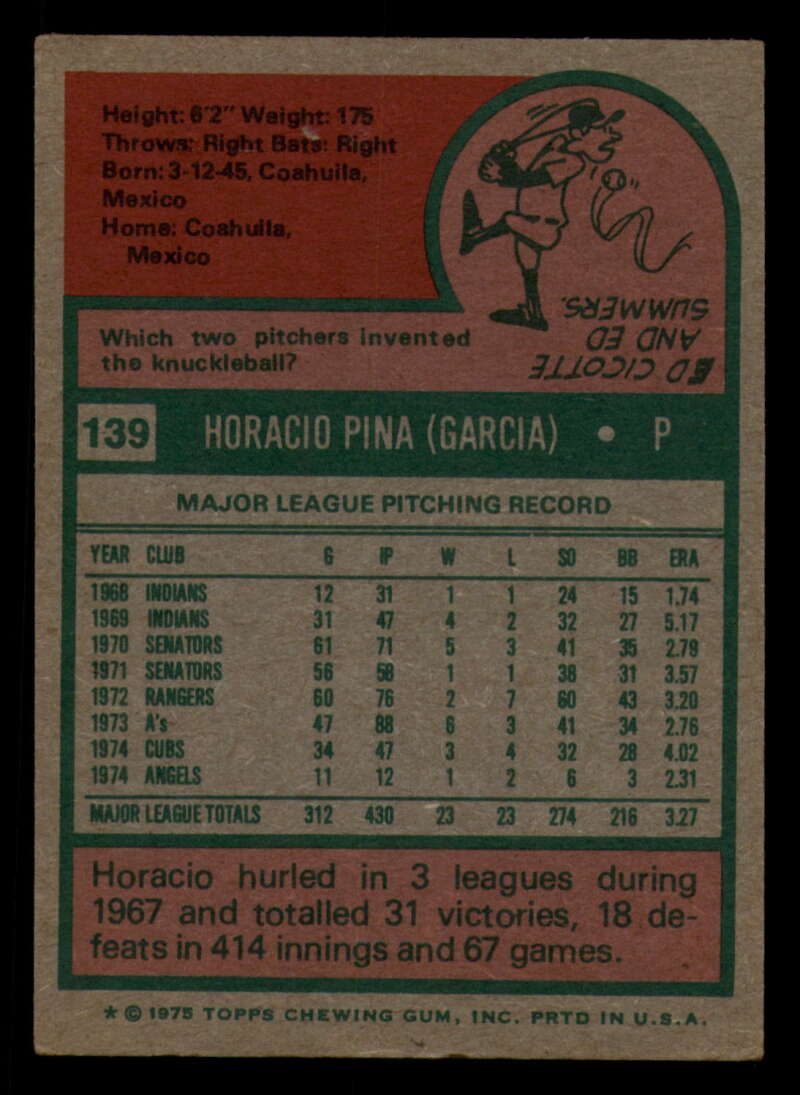 Height: 6'2" Weight: 175
Throws: Right Bats: Right
Born: 3-12-45, Coahuila,
Mexico
Home: Coahuila,
Mexico
Which two pitchers invented
the knuckleball?
ED CICOTTE
AND ED
SUMMERS.
139 HORACIO PINA (GARCIA) • P
MAJOR LEAGUE PITCHING RECORD
YEAR CLUB G IP W L SO BB ERA
1968 INDIANS 12 31 1 1 24 15 1.74
1969 INDIANS 31 47 4 2 32 27 5.17
1970 SENATORS 61 71 5 3 41 35 2.79
1971 SENATORS 56 58 1 1 38 31 3.57
1972 RANGERS 60 76 2 7 60 43 3.20
1973 A's 47 88 6 3 41 34 2.76
1974 CUBS 34 47 3 4 32 28 4.02
1974 ANGELS 11 12 1 2 6 3 2.31
MAJOR LEAGUE TOTALS 312 430 23 23 274 216 3.27
Horacio hurled in 3 leagues during
1967 and totalled 31 victories, 18 de-
feats in 414 innings and 67 games.
* © 1975 TOPPS CHEWING GUM, INC. PRTD IN U.S.A.